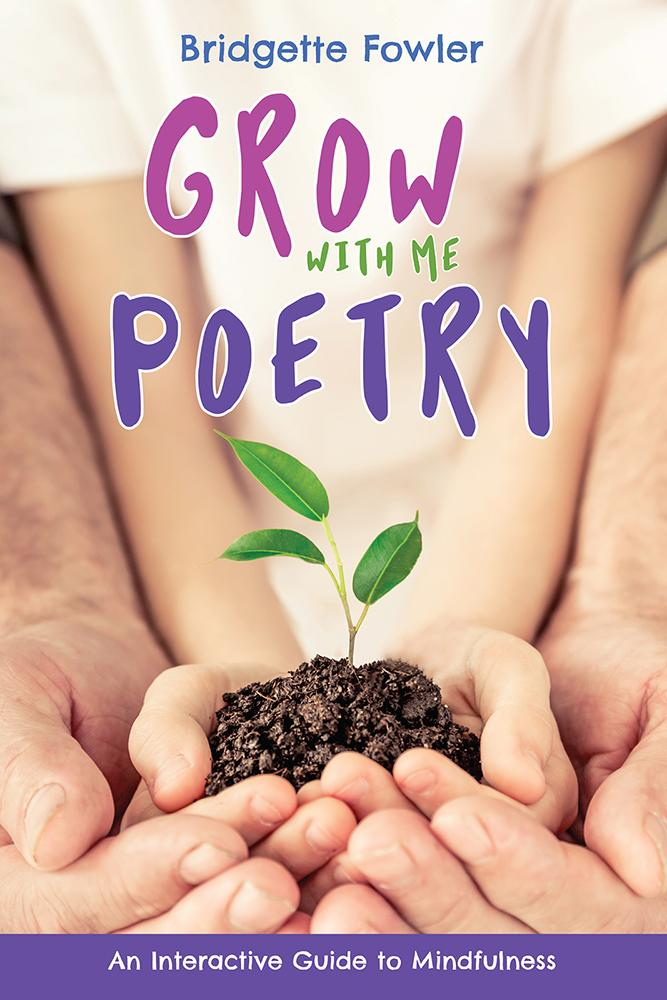 Bridgette Fowler
GROW
WITH ME
POETRY
An Interactive Guide to Mindfulness